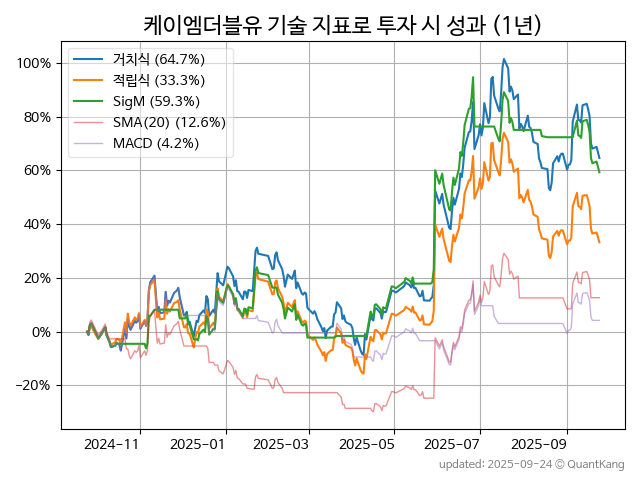 케이엠더블유 기술 지표로 투자 시 성과 (1년)
거치식 (64.7%)
적립식 (33.3%)
SigM (59.3%)
SMA(20) (12.6%)
MACD (4.2%)
100%
80%
60%
40%
20%
0%
−20%
2024-11
2025-01
2025-03
2025-05
2025-07
2025-09
updated: 2025-09-24 © QuantKang